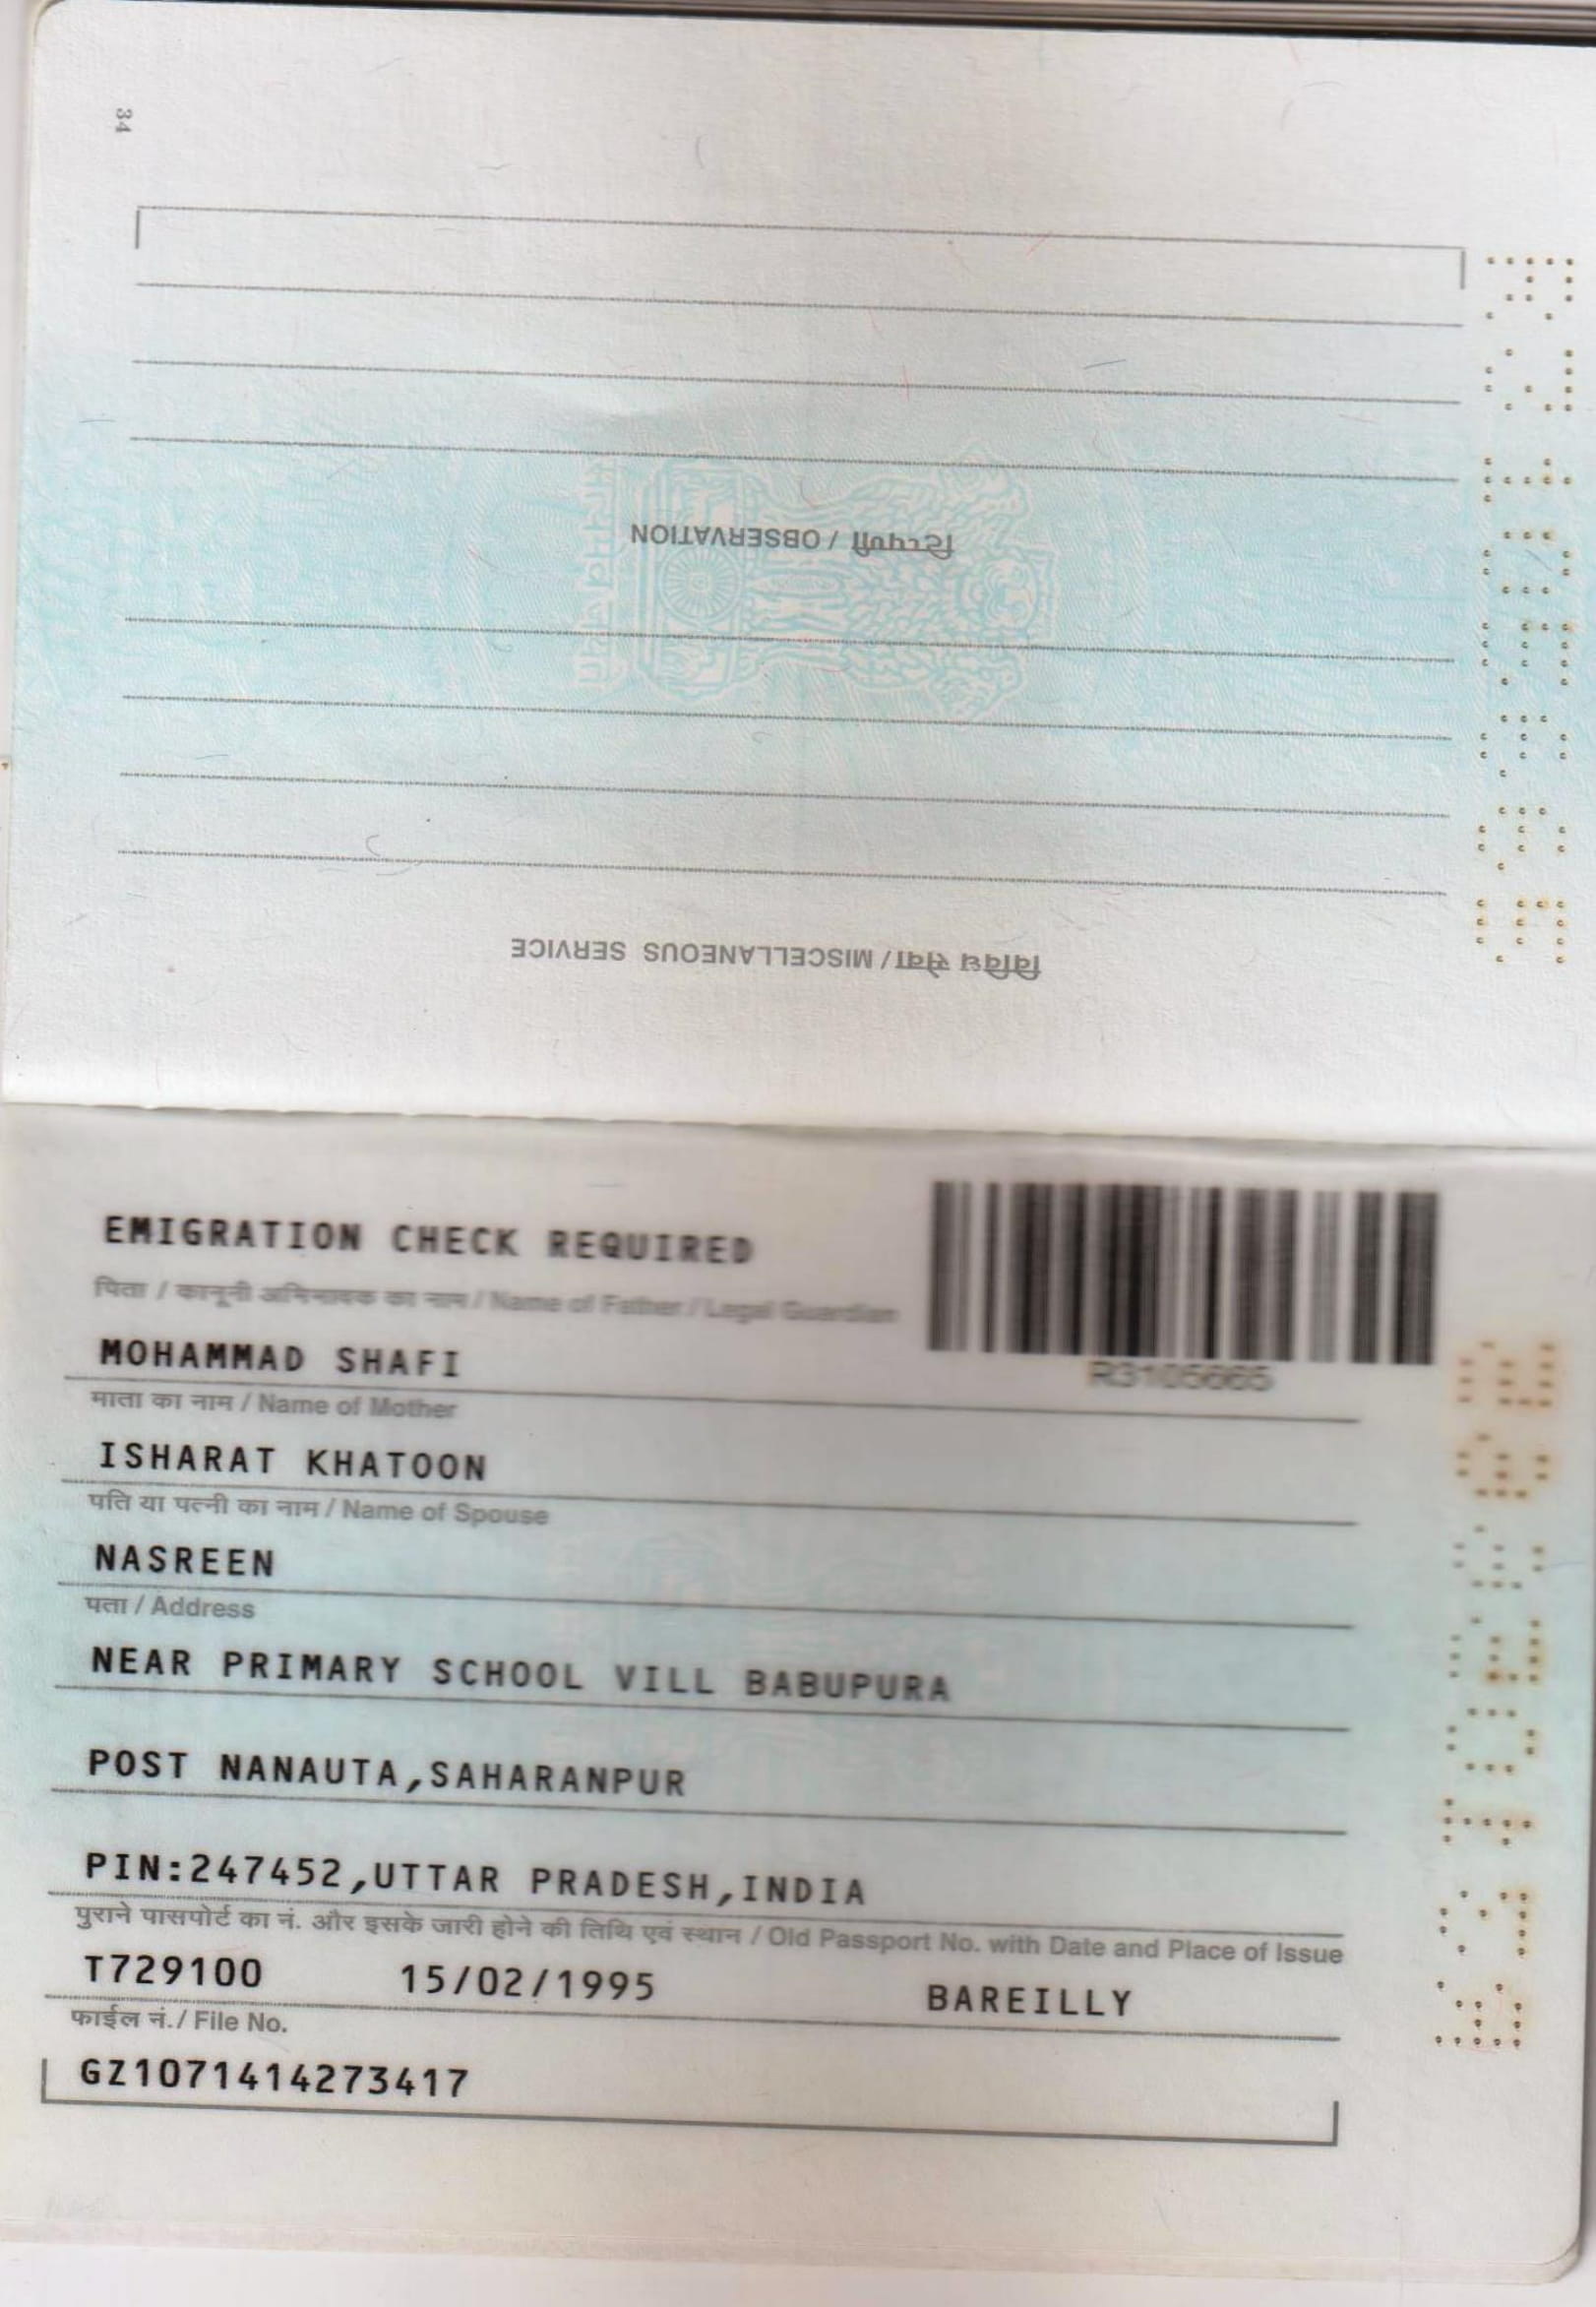 34
टिप्पणी / OBSERVATION
विविध सेवा / MISCELLANEOUS SERVICE
EMIGRATION CHECK REQUIRED
पिता / कानूनी अभिभावक का नाम / Name of Father / Legal Guardian
R3105665
MOHAMMAD SHAFI
माता का नाम / Name of Mother
ISHARAT KHATOON
पति या पत्नी का नाम / Name of Spouse
NASREEN
पता / Address
NEAR PRIMARY SCHOOL VILL BABUPURA
POST NANAUTA,SAHARANPUR
PIN:247452,UTTAR PRADESH,INDIA
पुराने पासपोर्ट का नं. और इसके जारी होने की तिथि एवं स्थान / Old Passport No. with Date and Place of Issue
T729100 15/02/1995 BAREILLY
फाईल नं./ File No.
GZ1071414273417